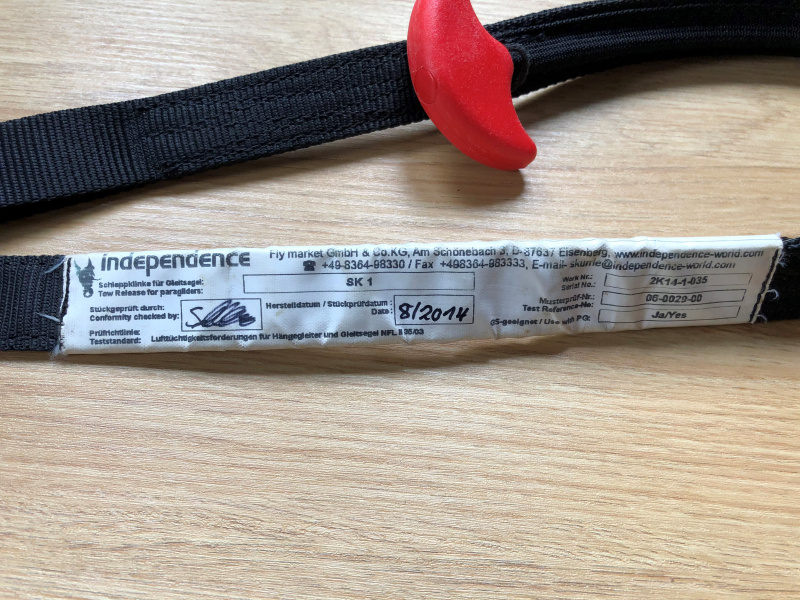 independence
Fly market GmbH & Co.KG, Am Schönebach 3, D-87637 Eisenberg, www.independence-world.com
☎ +49-8364-98330 / Fax +498364-983333, E-mail- skume@independence-world.com
Schleppklinke für Gleitsegel:
Tow Release for paragliders:
SK 1
Werk Nr.:
Serial No.:
2K14-1-035
Stückgeprüft durch:
Conformity checked by:
Herstelldatum / Stückprüfdatum:
Date:
8/2014
Musterprüf-Nr.:
Test Reference-No:
06-0029-00
GS-geeignet / Use with PG:
Ja/Yes
Prüfrichtlinie:
Teststandard:
Lufttüchtigkeitsforderungen für Hängegleiter und Gleitsegel NFL II 35/03